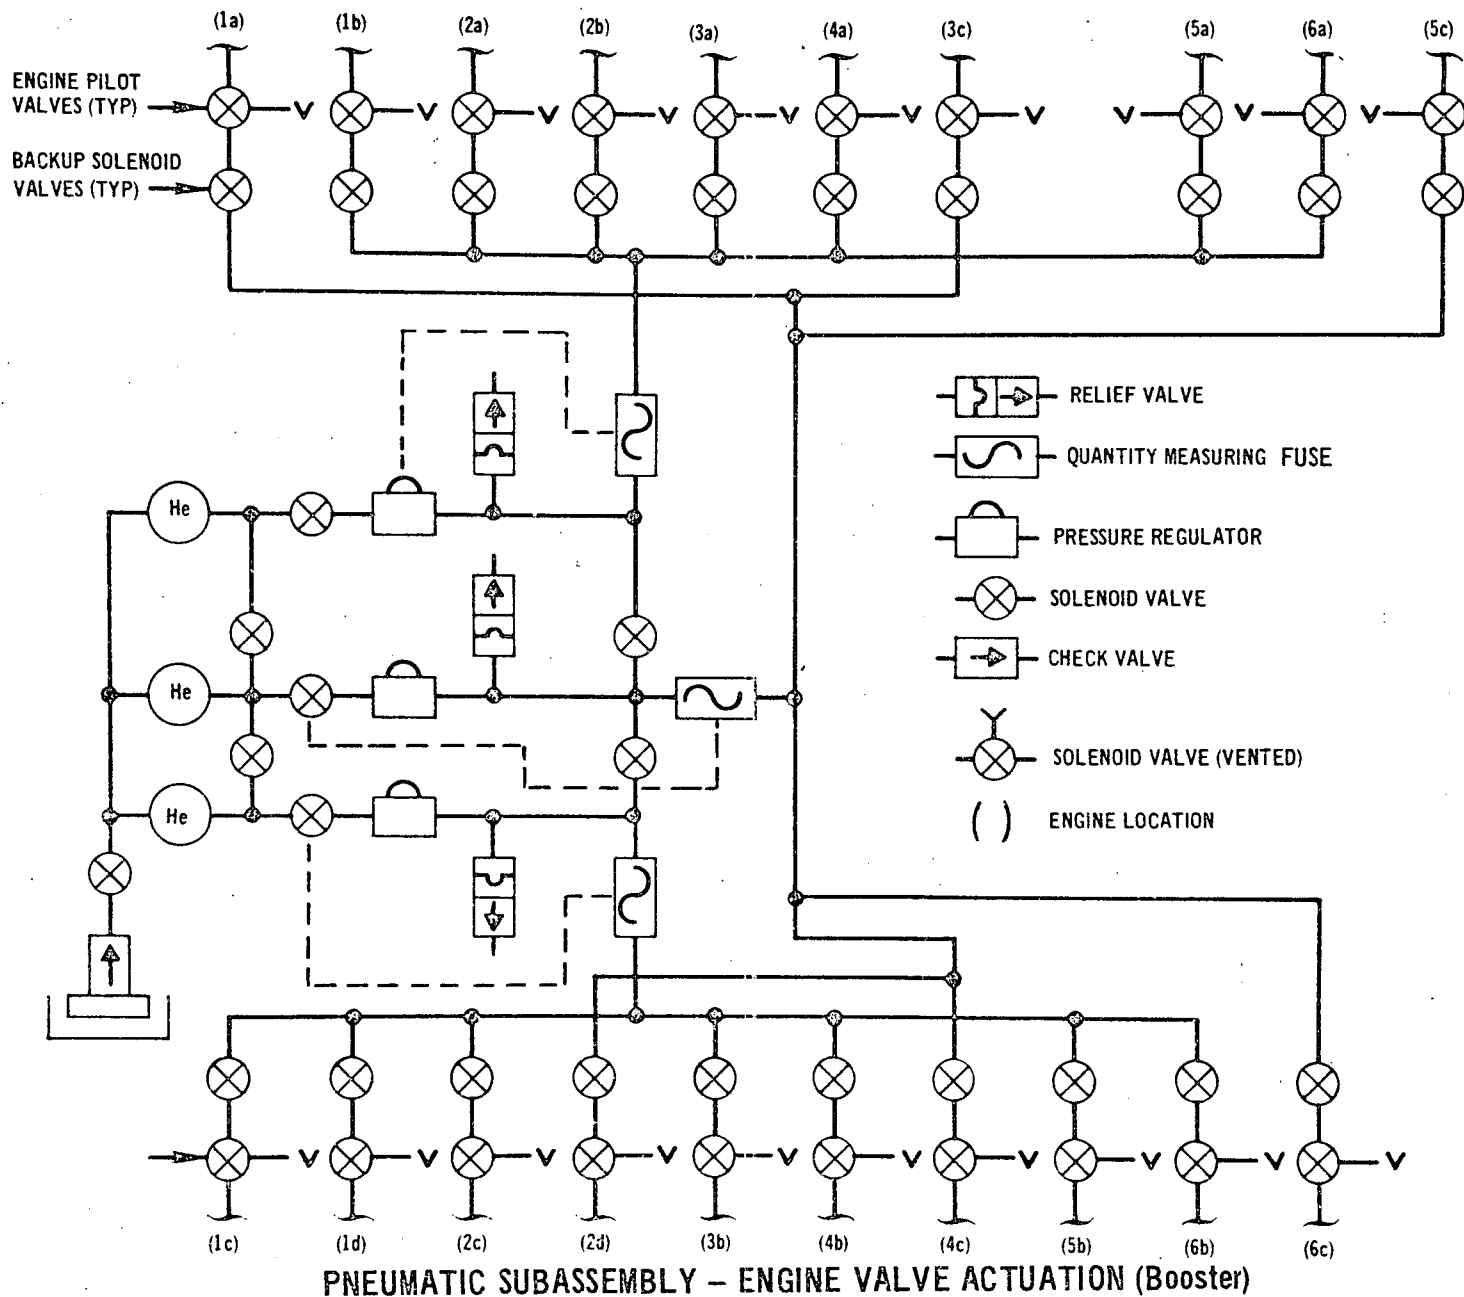 (1a) (1b) (2a) (2b) (3a) (4a) (3c) (5a) (6a) (5c)
ENGINE PILOT
VALVES (TYP)
V V V V V V V V V V
BACKUP SOLENOID
VALVES (TYP)
RELIEF VALVE
QUANTITY MEASURING FUSE
He
PRESSURE REGULATOR
SOLENOID VALVE
CHECK VALVE
He
SOLENOID VALVE (VENTED)
He
( ) ENGINE LOCATION
V V V V V V V V V V
(1c) (1d) (2c) (2d) (3b) (4b) (4c) (5b) (6b) (6c)
PNEUMATIC SUBASSEMBLY – ENGINE VALVE ACTUATION (Booster)